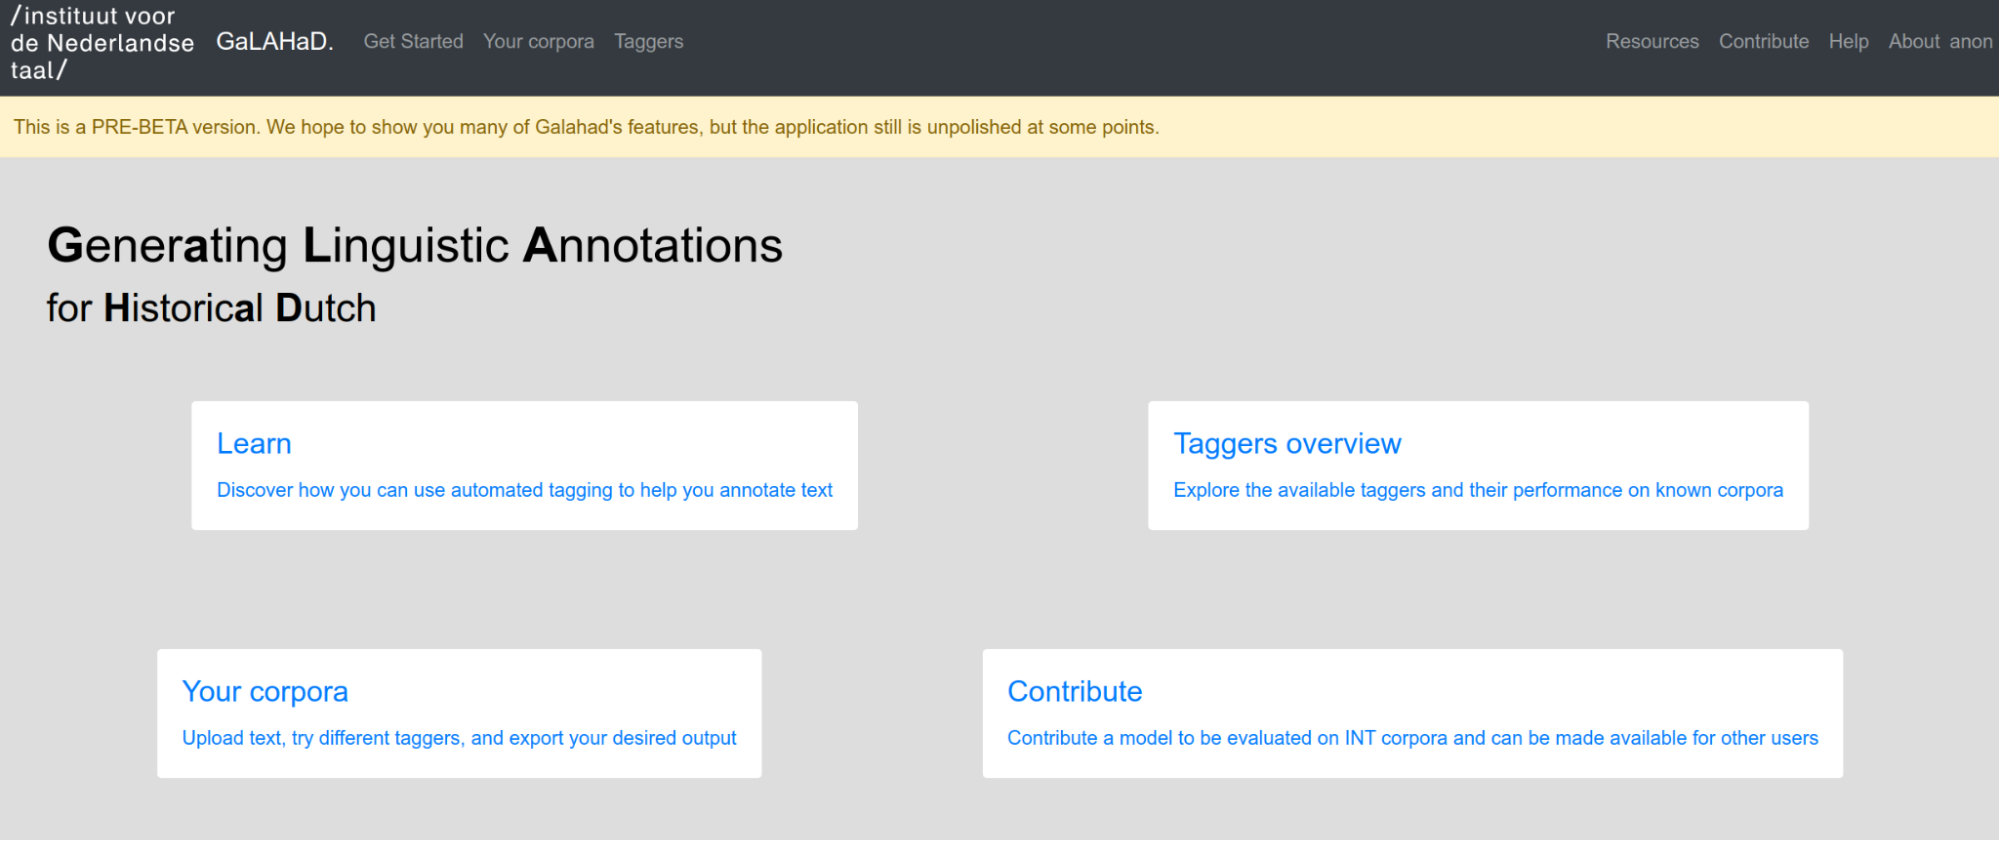 /instituut voor
de Nederlandse
taal/
GaLAHaD. Get Started Your corpora Taggers Resources Contribute Help About anon
This is a PRE-BETA version. We hope to show you many of Galahad's features, but the application still is unpolished at some points.
Generating Linguistic Annotations
for Historical Dutch
Learn
Discover how you can use automated tagging to help you annotate text
Taggers overview
Explore the available taggers and their performance on known corpora
Your corpora
Upload text, try different taggers, and export your desired output
Contribute
Contribute a model to be evaluated on INT corpora and can be made available for other users